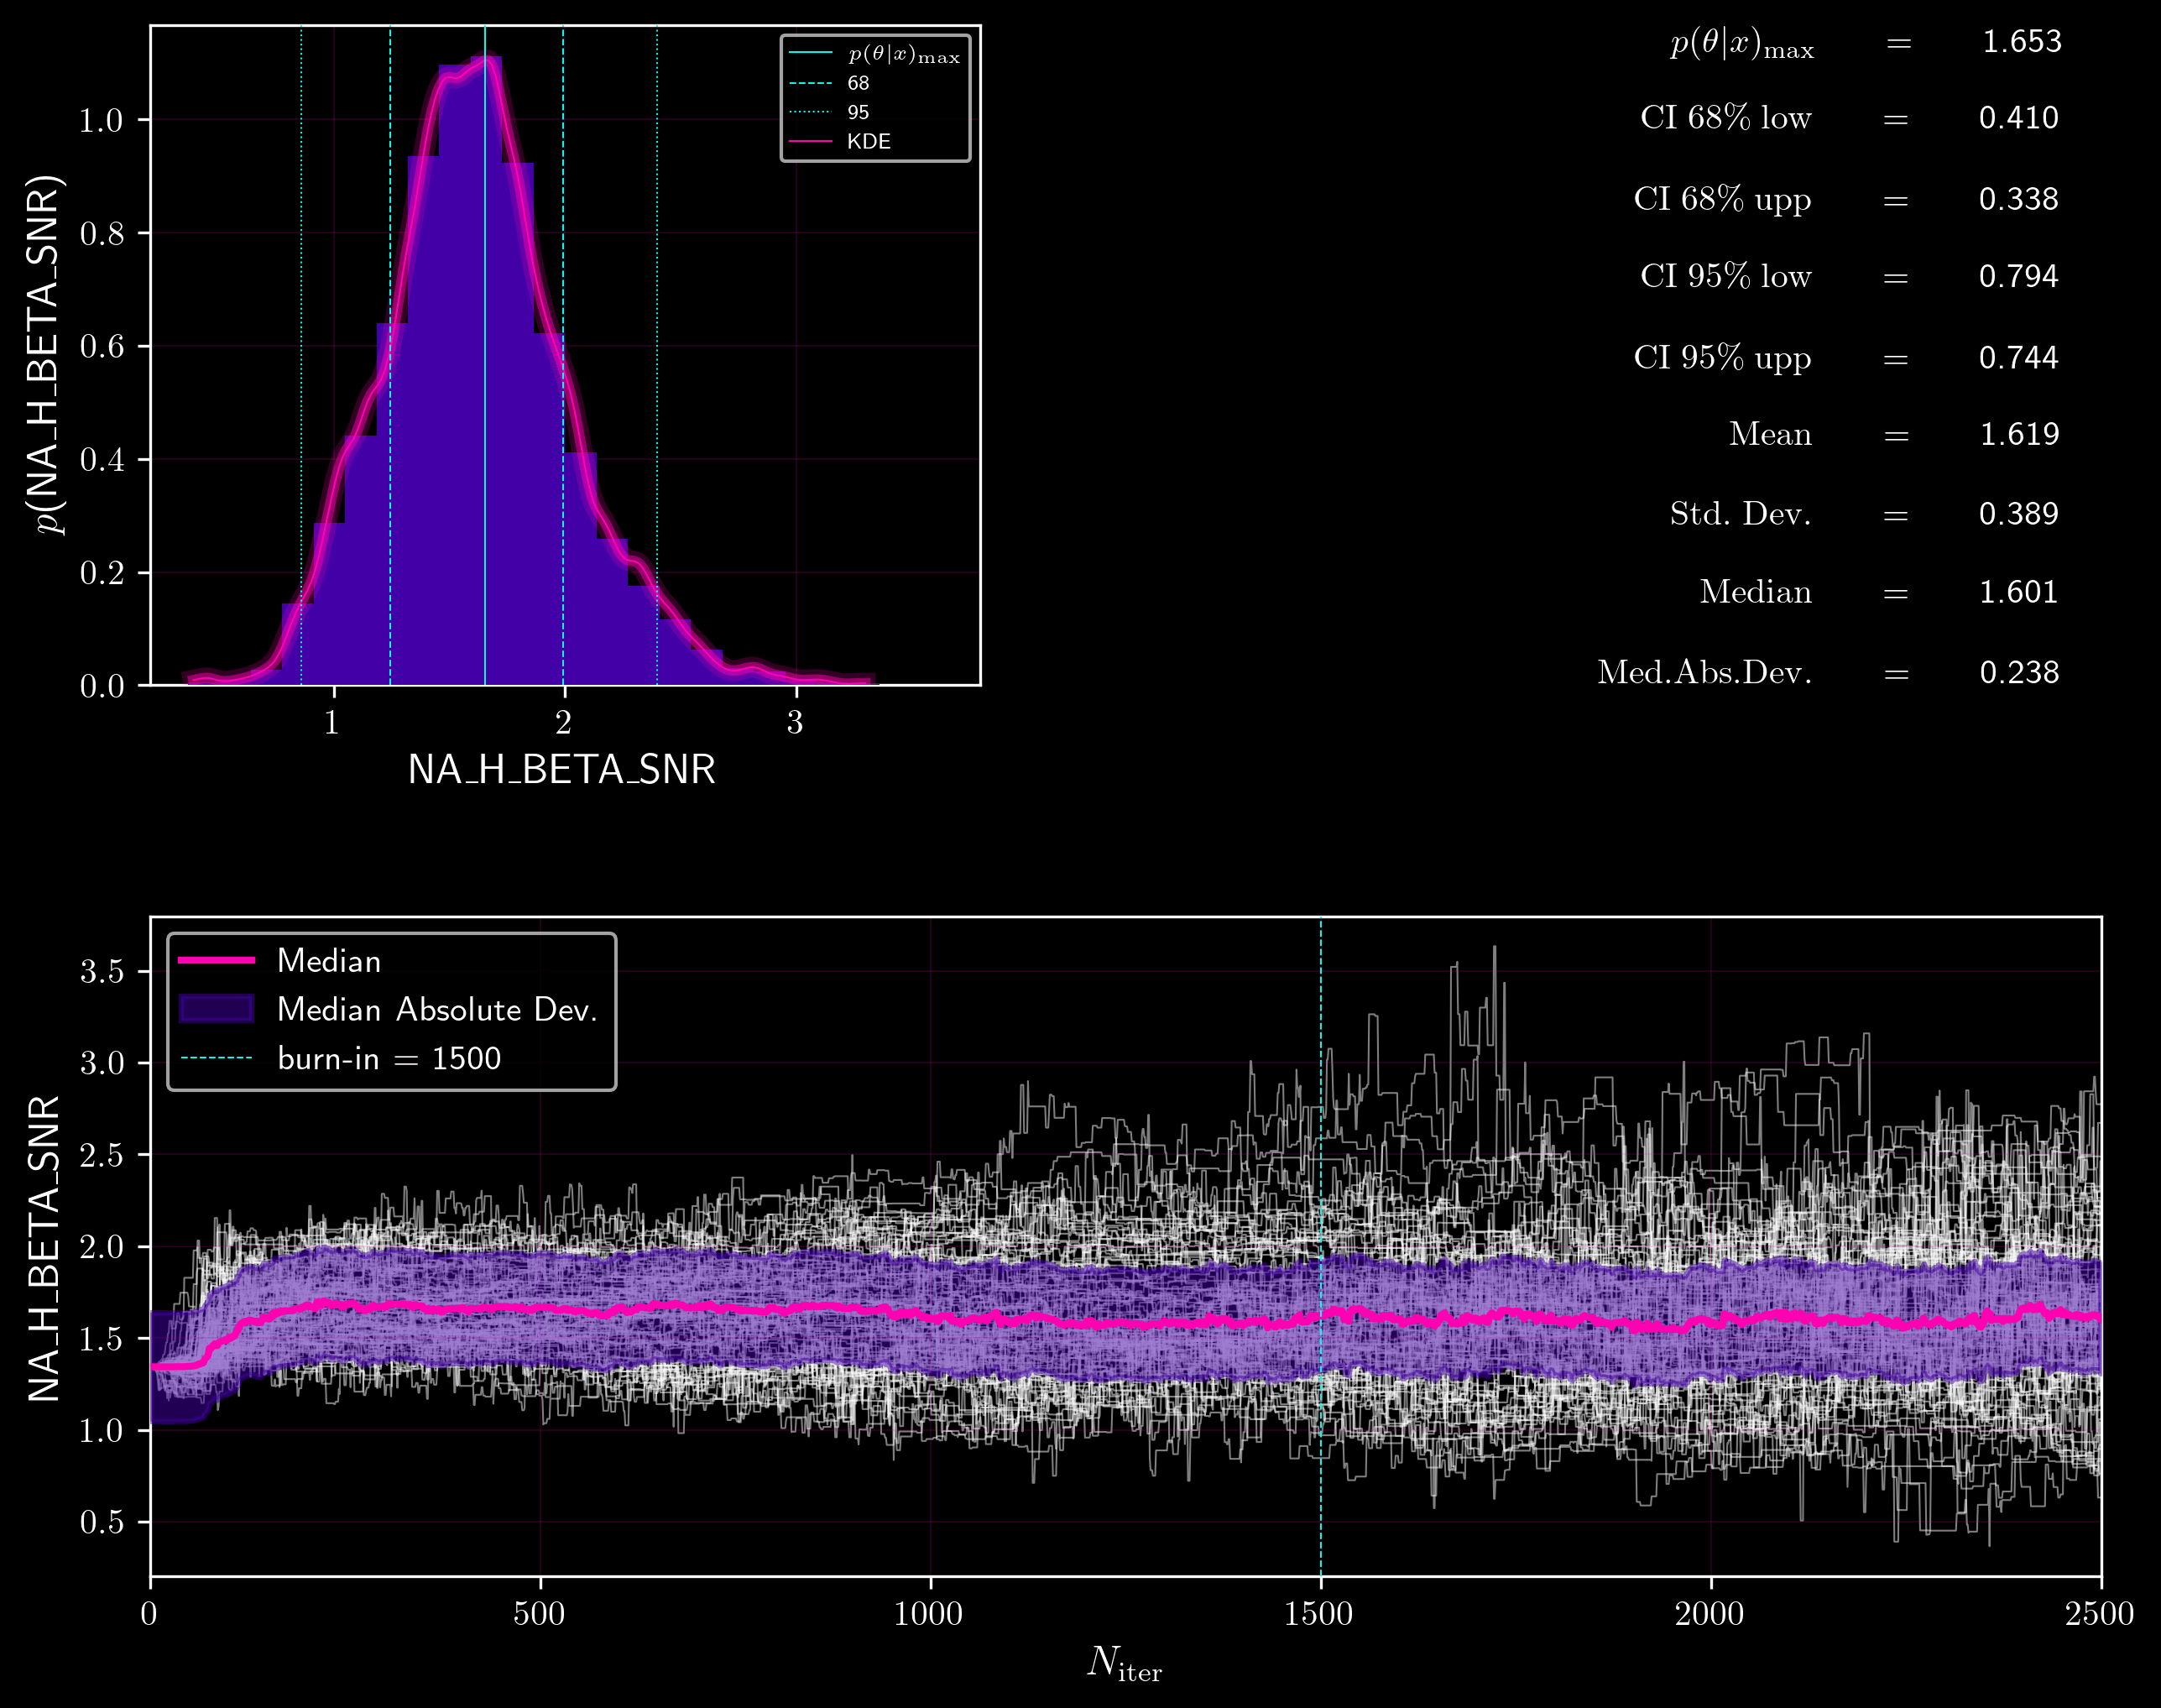 p(θ|x)max
68
95
KDE
1.0
0.8
0.6
0.4
0.2
0.0
p(NA_H_BETA_SNR)
1 2 3
NA_H_BETA_SNR
p(θ|x)max = 1.653
CI 68% low = 0.410
CI 68% upp = 0.338
CI 95% low = 0.794
CI 95% upp = 0.744
Mean = 1.619
Std. Dev. = 0.389
Median = 1.601
Med.Abs.Dev. = 0.238
Median
Median Absolute Dev.
burn-in = 1500
3.5
3.0
2.5
2.0
1.5
1.0
0.5
NA_H_BETA_SNR
0 500 1000 1500 2000 2500
Niter